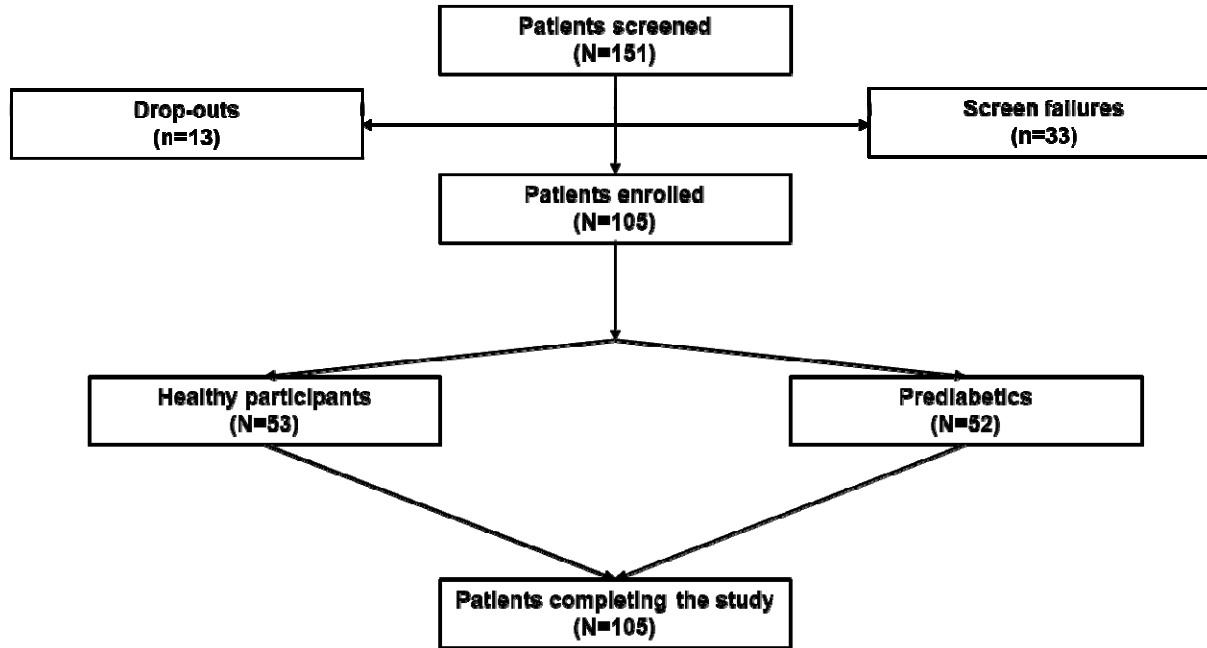 Patients screened
(N=151)
Drop-outs
(n=13)
Screen failures
(n=33)
Patients enrolled
(N=105)
Healthy participants
(N=53)
Prediabetics
(N=52)
Patients completing the study
(N=105)